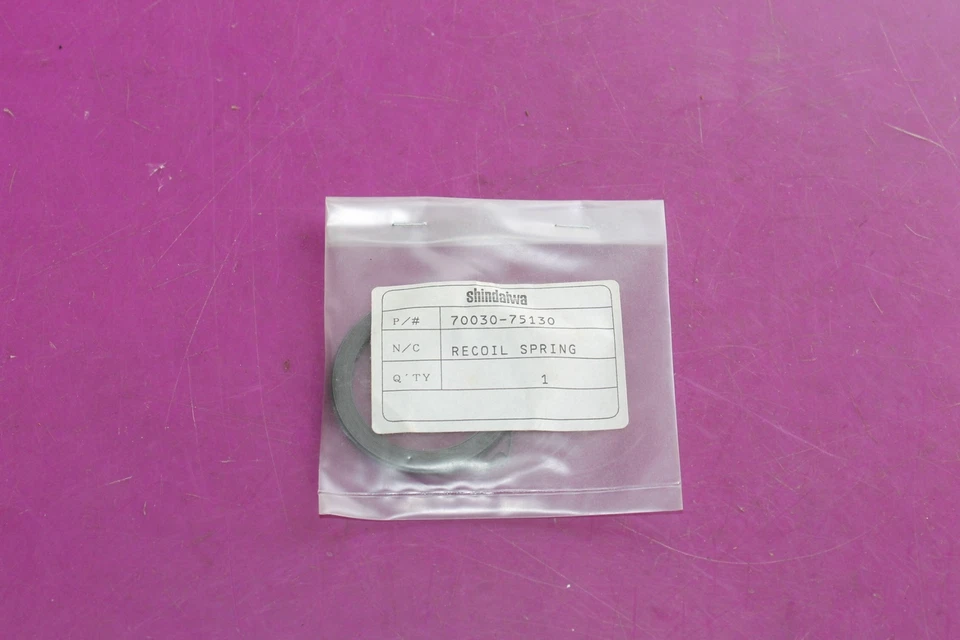 shindaiwa
P/# 70030-75130
N/C RECOIL SPRING
Q'TY 1